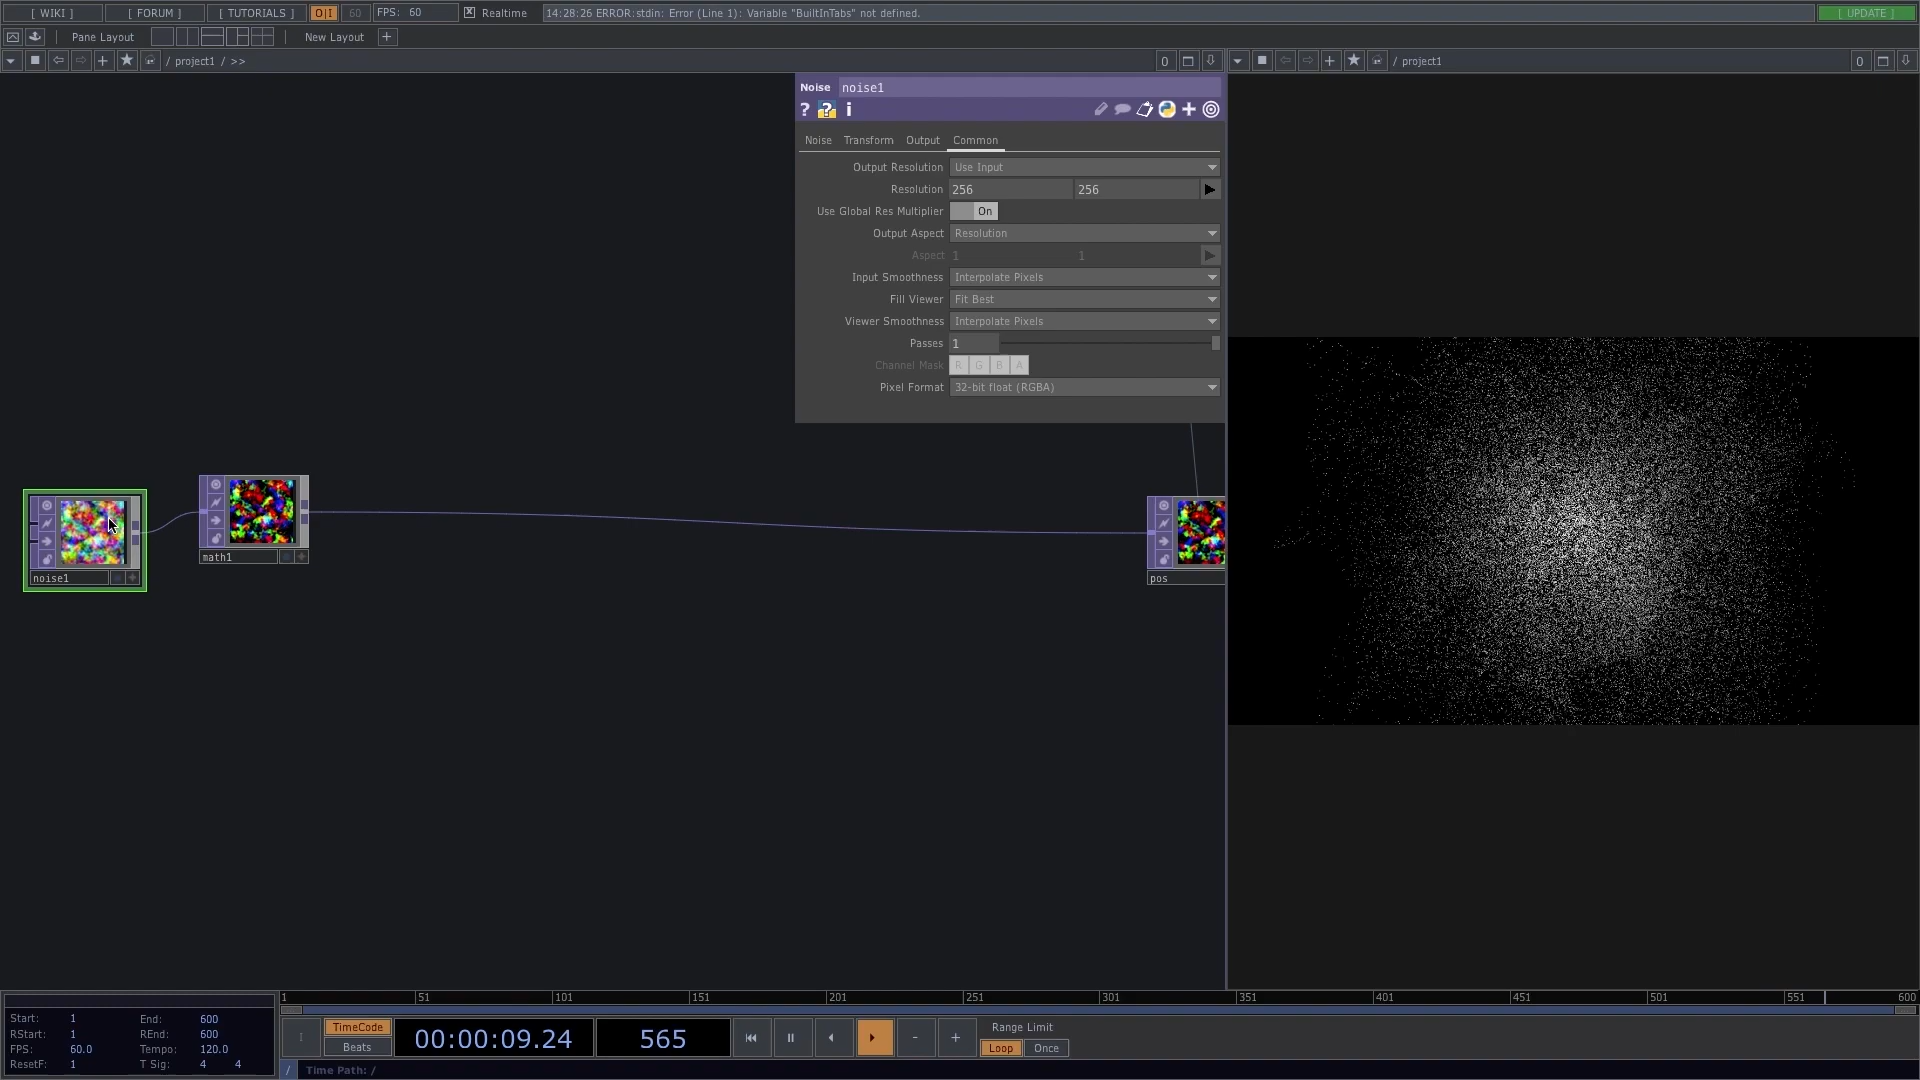 [ WIKI ] [ FORUM ] [ TUTORIALS ] O|I 60 FPS: 60 Realtime 14:28:26 ERROR:stdin: Error (Line 1): Variable "BuiltInTabs" not defined. [ UPDATE ]
Pane Layout New Layout +
/ project1 / >> 0 / project1 0
Noise noise1
? ? i
Noise Transform Output Common
Output Resolution Use Input
Resolution 256 256
Use Global Res Multiplier On
Output Aspect Resolution
Aspect 1 1
Input Smoothness Interpolate Pixels
Fill Viewer Fit Best
Viewer Smoothness Interpolate Pixels
Passes 1
Channel Mask R G B A
Pixel Format 32-bit float (RGBA)
math1
noise1
pos
1 51 101 151 201 251 301 351 401 451 501 551 600
Start: 1 End: 600
RStart: 1 REnd: 600
FPS: 60.0 Tempo: 120.0
ResetF: 1 T Sig: 4 4
I TimeCode Beats 00:00:09.24 565 - + Range Limit
Loop Once
/ Time Path: /